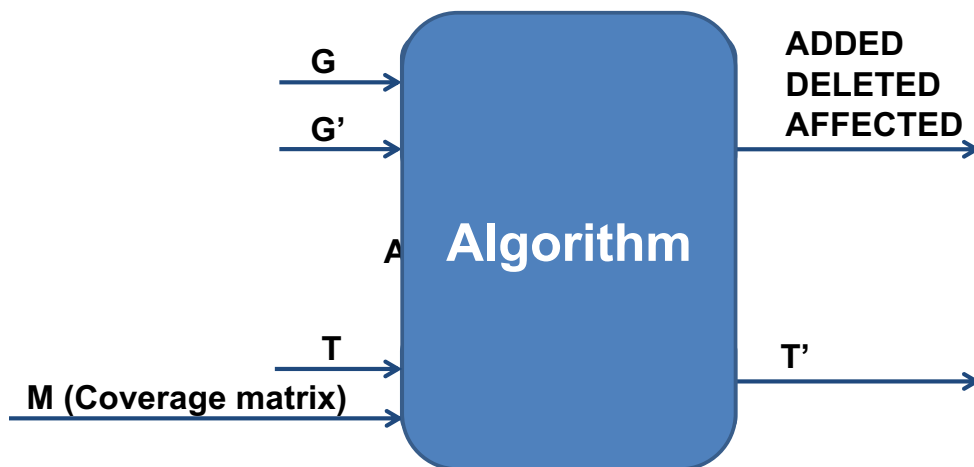 G
G’
Algorithm
T
M (Coverage matrix)
ADDED
DELETED
AFFECTED
T’